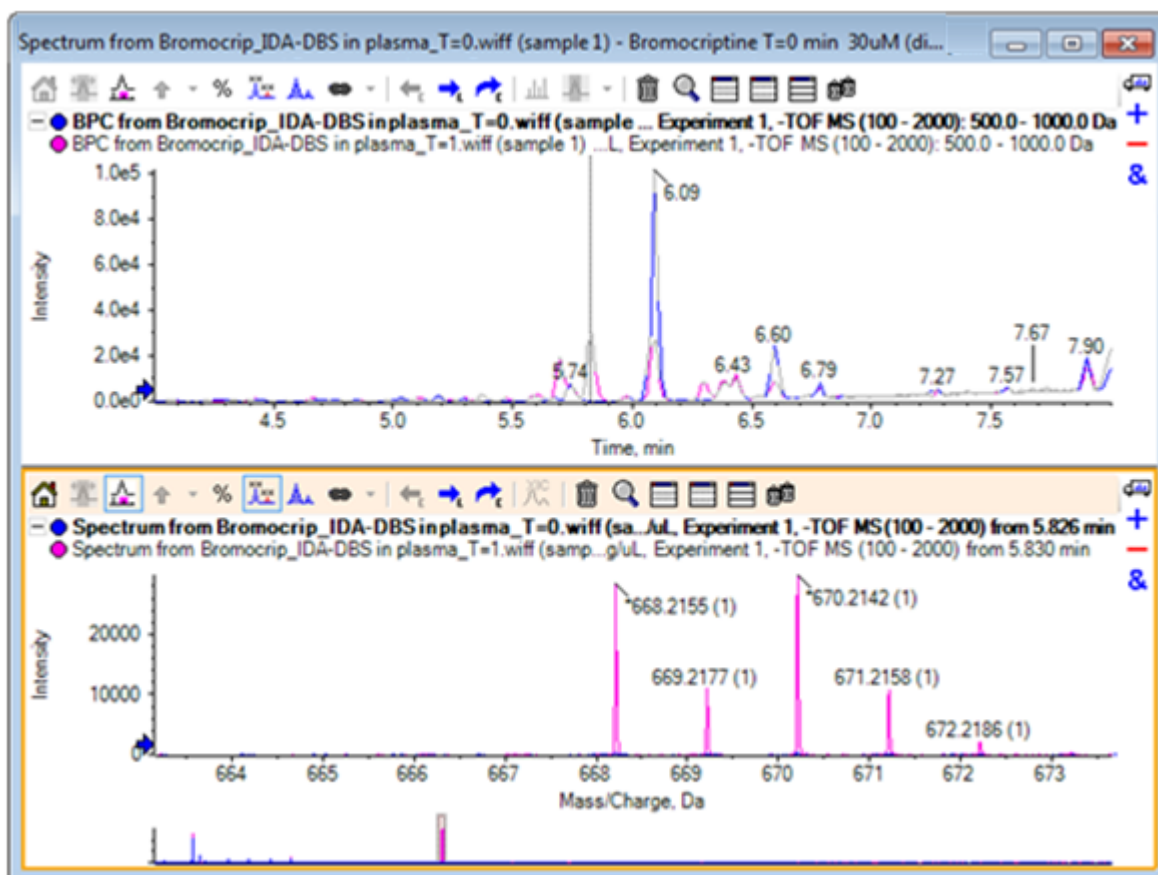 Spectrum from Bromocrip_IDA-DBS in plasma_T=0.wiff (sample 1) - Bromocriptine T=0 min 30uM (di...
%
BPC from Bromocrip_IDA-DBS in plasma_T=0.wiff (sample ... Experiment 1, -TOF MS (100 - 2000): 500.0 - 1000.0 Da
BPC from Bromocrip_IDA-DBS in plasma_T=1.wiff (sample 1) ...L, Experiment 1, -TOF MS (100 - 2000): 500.0 - 1000.0 Da
&
Intensity
1.0e5
8.0e4
6.0e4
4.0e4
2.0e4
0.0e0
5.74
6.09
6.43
6.60
6.79
7.27
7.57
7.67
7.90
4.5 5.0 5.5 6.0 6.5 7.0 7.5
Time, min
%
XIC
Spectrum from Bromocrip_IDA-DBS in plasma_T=0.wiff (sa.../uL, Experiment 1, -TOF MS (100 - 2000) from 5.826 min
Spectrum from Bromocrip_IDA-DBS in plasma_T=1.wiff (samp...g/uL, Experiment 1, -TOF MS (100 - 2000) from 5.830 min
&
Intensity
20000
10000
0
*668.2155 (1)
669.2177 (1)
*670.2142 (1)
671.2158 (1)
672.2186 (1)
664 665 666 667 668 669 670 671 672 673
Mass/Charge, Da